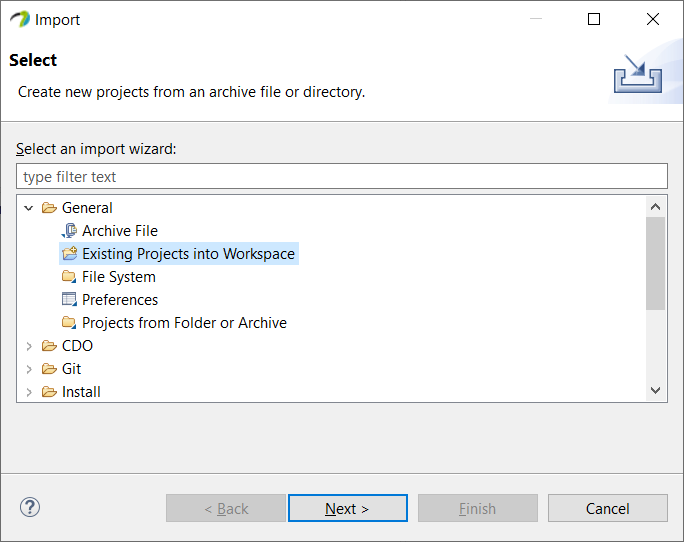 Import
Select
Create new projects from an archive file or directory.
Select an import wizard:
type filter text
General
Archive File
Existing Projects into Workspace
File System
Preferences
Projects from Folder or Archive
CDO
Git
Install
?
< Back
Next >
Finish
Cancel